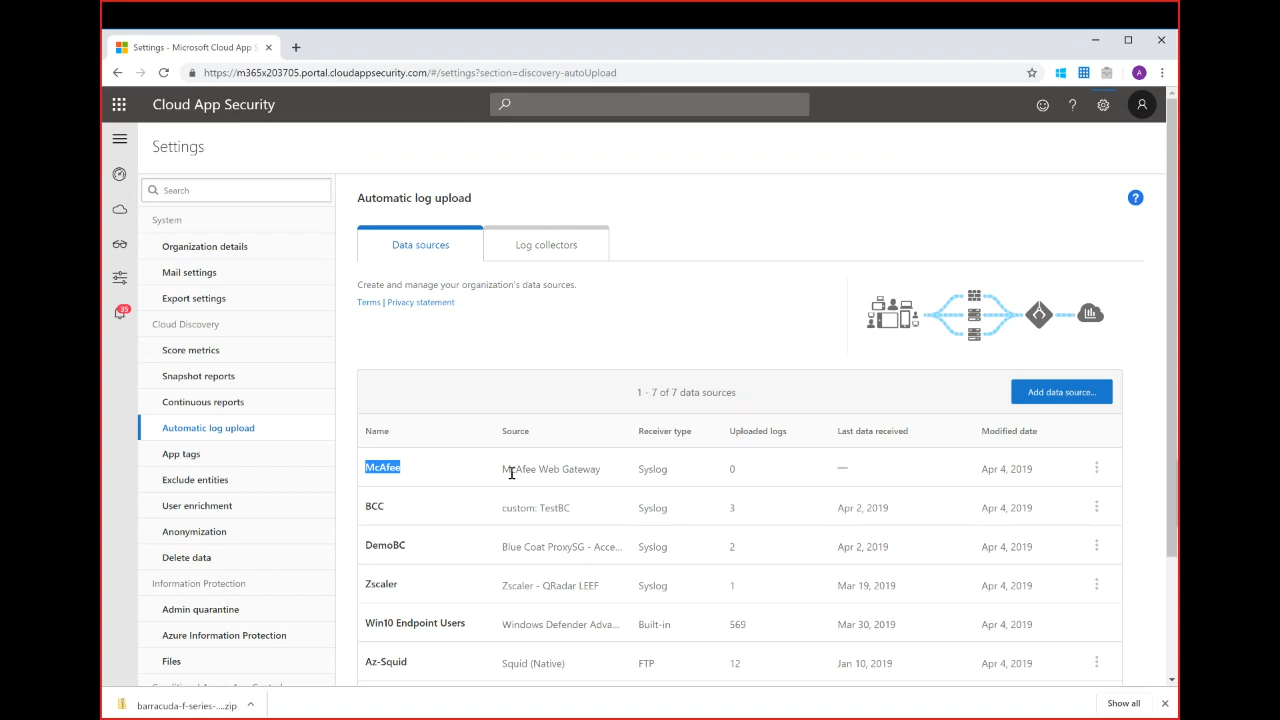 Settings - Microsoft Cloud App S
https://m365x203705.portal.cloudappsecurity.com/#/settings?section=discovery-autoUpload
A
Cloud App Security
Settings
Search
System
Organization details
Mail settings
Export settings
35
Cloud Discovery
Score metrics
Snapshot reports
Continuous reports
Automatic log upload
App tags
Exclude entities
User enrichment
Anonymization
Delete data
Information Protection
Admin quarantine
Azure Information Protection
Files
Automatic log upload
Data sources
Log collectors
Create and manage your organization's data sources.
Terms | Privacy statement
1 - 7 of 7 data sources
Add data source...
Name Source Receiver type Uploaded logs Last data received Modified date
McAfee McAfee Web Gateway Syslog 0 — Apr 4, 2019
BCC custom: TestBC Syslog 3 Apr 2, 2019 Apr 4, 2019
DemoBC Blue Coat ProxySG - Acce... Syslog 2 Apr 2, 2019 Apr 4, 2019
Zscaler Zscaler - QRadar LEEF Syslog 1 Mar 19, 2019 Apr 4, 2019
Win10 Endpoint Users Windows Defender Adva... Built-in 569 Mar 30, 2019 Apr 4, 2019
Az-Squid Squid (Native) FTP 12 Jan 10, 2019 Apr 4, 2019
barracuda-f-series-....zip
Show all